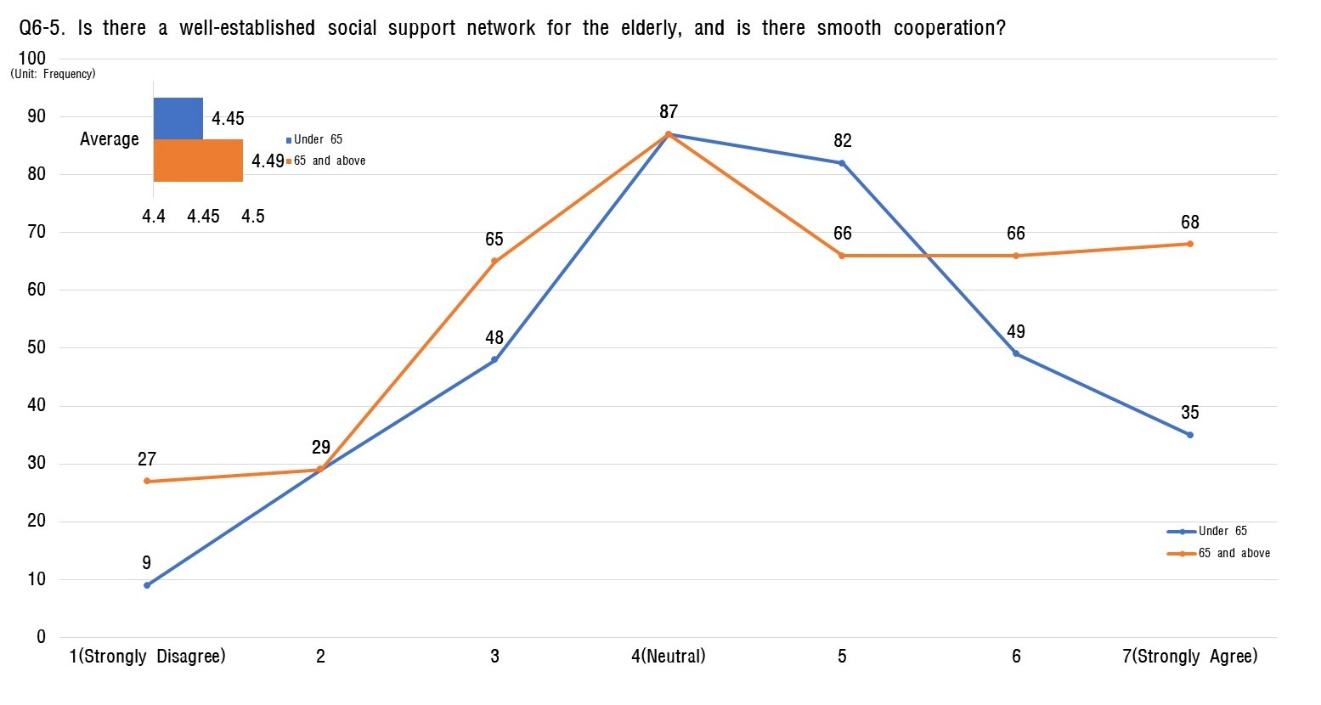 Q6-5. Is there a well-established social support network for the elderly, and is there smooth cooperation?
100
(Unit: Frequency)
90
80
70
60
50
40
30
20
10
0
Average
4.45
4.49
Under 65
65 and above
4.4 4.45 4.5
87
82
65
66
66
68
48
49
35
27
29
9
Under 65
65 and above
1(Strongly Disagree) 2 3 4(Neutral) 5 6 7(Strongly Agree)